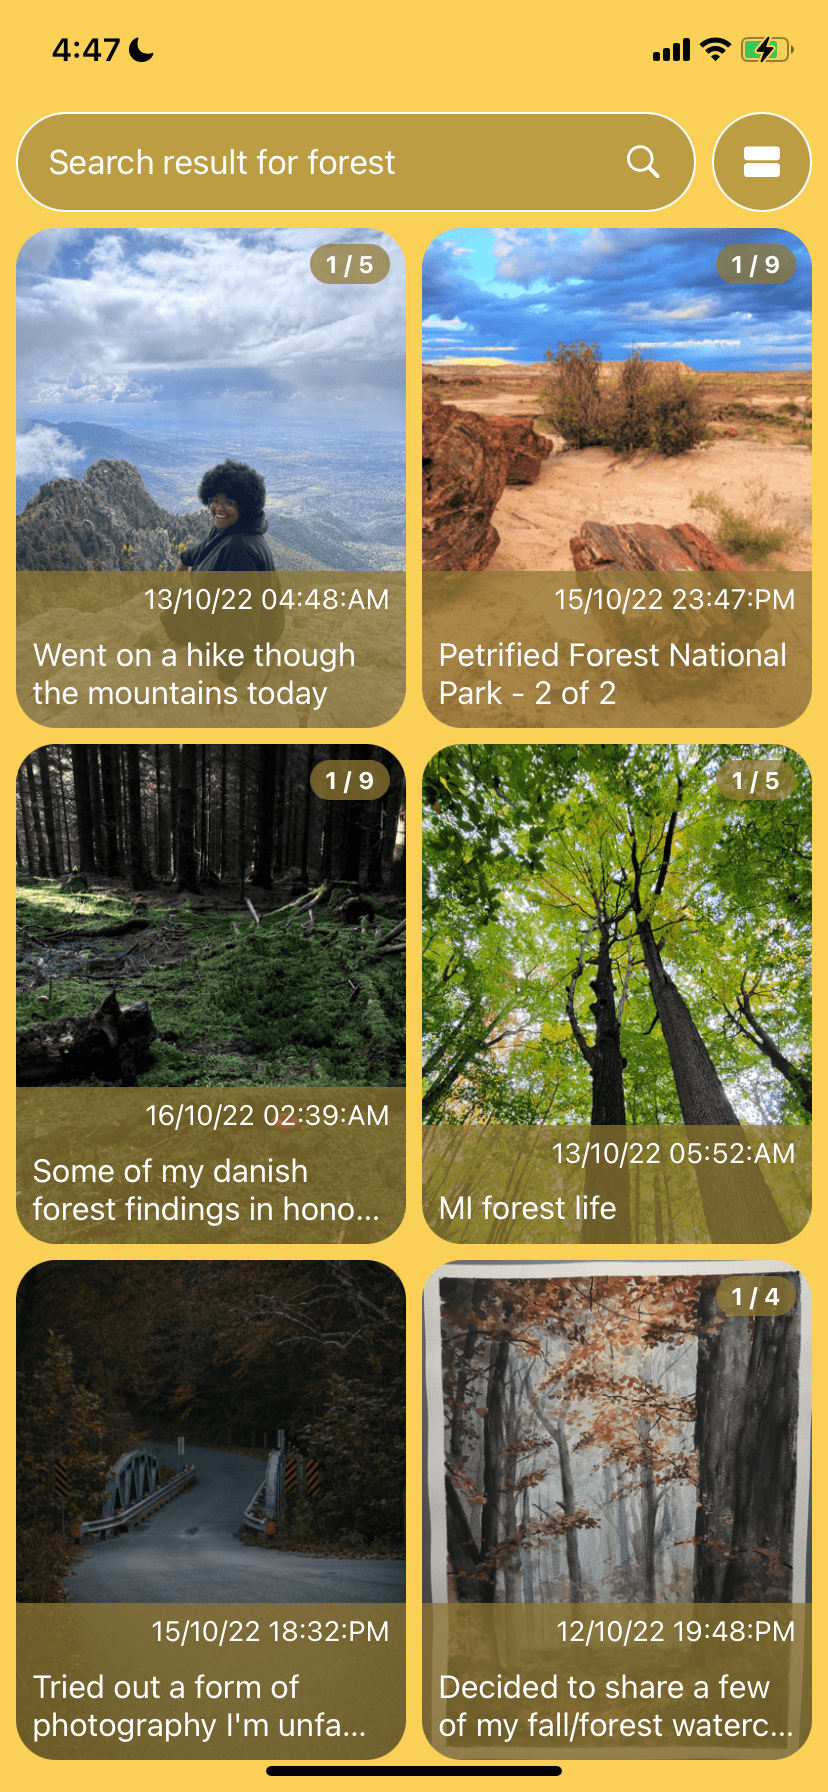 4:47
Search result for forest
1 / 5
13/10/22 04:48:AM
Went on a hike though
the mountains today
1 / 9
15/10/22 23:47:PM
Petrified Forest National
Park - 2 of 2
1 / 9
16/10/22 02:39:AM
Some of my danish
forest findings in hono...
1 / 5
13/10/22 05:52:AM
MI forest life
15/10/22 18:32:PM
Tried out a form of
photography I'm unfa...
1 / 4
12/10/22 19:48:PM
Decided to share a few
of my fall/forest waterc...